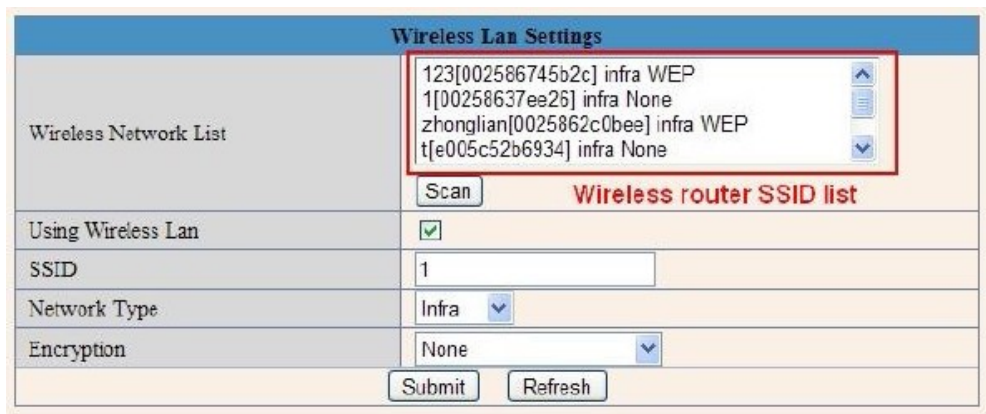 Wireless Lan Settings
Wireless Network List
123[002586745b2c] infra WEP
1[00258637ee26] infra None
zhonglian[0025862c0bee] infra WEP
t[e005c52b6934] infra None
Scan
Wireless router SSID list
Using Wireless Lan
SSID
1
Network Type
Infra
Encryption
None
Submit Refresh